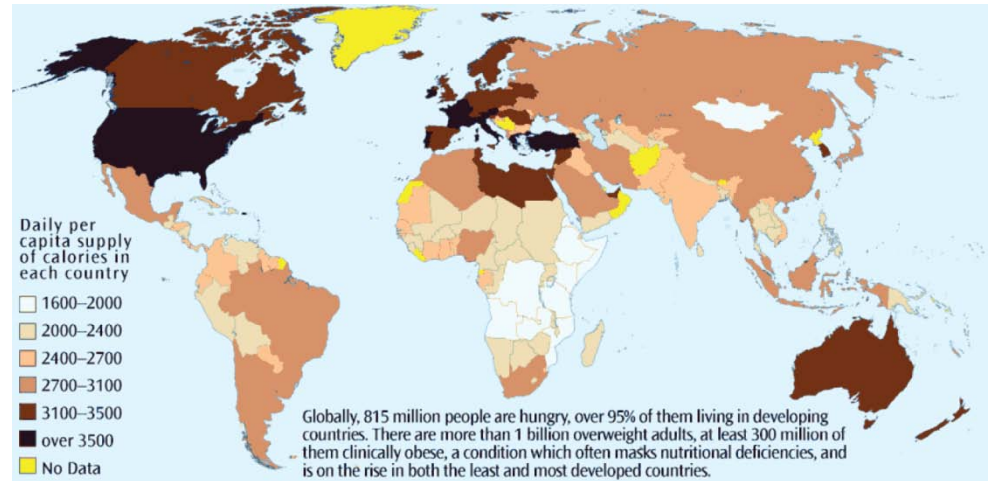 Daily per
capita supply
of calories in
each country
1600–2000
2000–2400
2400–2700
2700–3100
3100–3500
over 3500
No Data
Globally, 815 million people are hungry, over 95% of them living in developing
countries. There are more than 1 billion overweight adults, at least 300 million of
them clinically obese, a condition which often masks nutritional deficiencies, and
is on the rise in both the least and most developed countries.